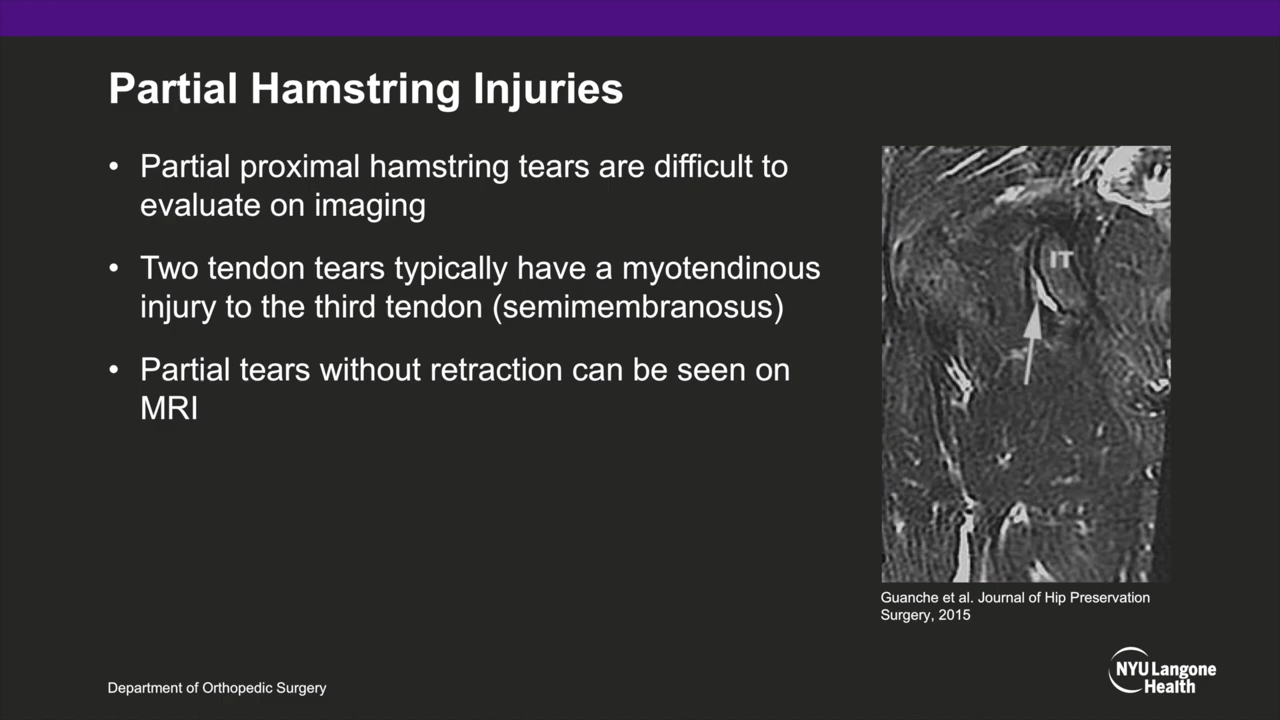 Partial Hamstring Injuries
• Partial proximal hamstring tears are difficult to
evaluate on imaging
• Two tendon tears typically have a myotendinous
injury to the third tendon (semimembranosus)
• Partial tears without retraction can be seen on
MRI
IT
Guanche et al. Journal of Hip Preservation
Surgery, 2015
Department of Orthopedic Surgery
NYU Langone
Health